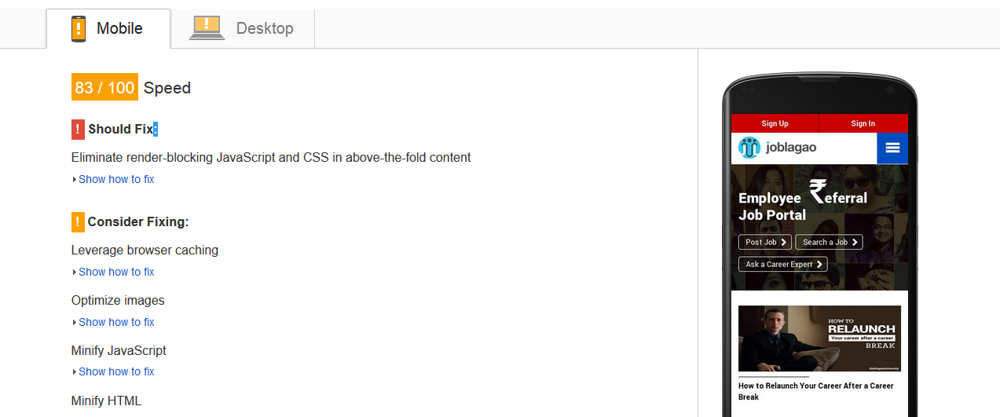 Mobile
Desktop
83 / 100 Speed
! Should Fix:
Eliminate render-blocking JavaScript and CSS in above-the-fold content
Show how to fix
! Consider Fixing:
Leverage browser caching
Show how to fix
Optimize images
Show how to fix
Minify JavaScript
Show how to fix
Minify HTML
Sign Up Sign In
joblagao
Employee ₹eferral
Job Portal
Post Job Search a Job
Ask a Career Expert
HOW TO
RELAUNCH
Your career after a career
BREAK
#joblagaoUniversity
How to Relaunch Your Career After a Career
Break